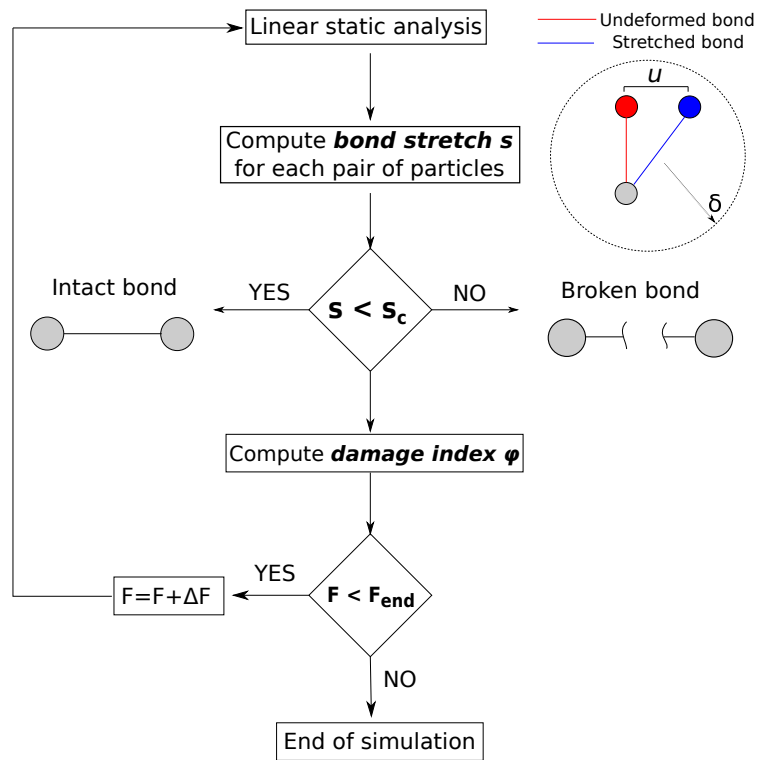 Linear static analysis
Undeformed bond
Stretched bond
u
Compute bond stretch s
for each pair of particles
δ
Intact bond
YES
s < sc
NO
Broken bond
Compute damage index φ
F=F+ΔF
YES
F < Fend
NO
End of simulation